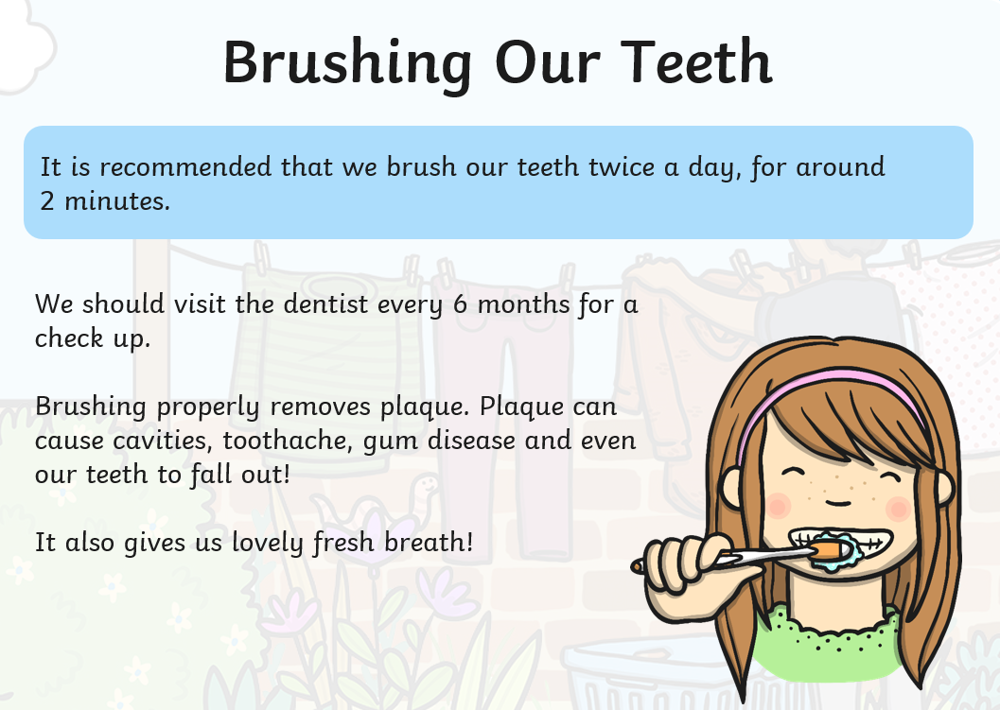 Brushing Our Teeth
It is recommended that we brush our teeth twice a day, for around
2 minutes.
We should visit the dentist every 6 months for a
check up.
Brushing properly removes plaque. Plaque can
cause cavities, toothache, gum disease and even
our teeth to fall out!
It also gives us lovely fresh breath!